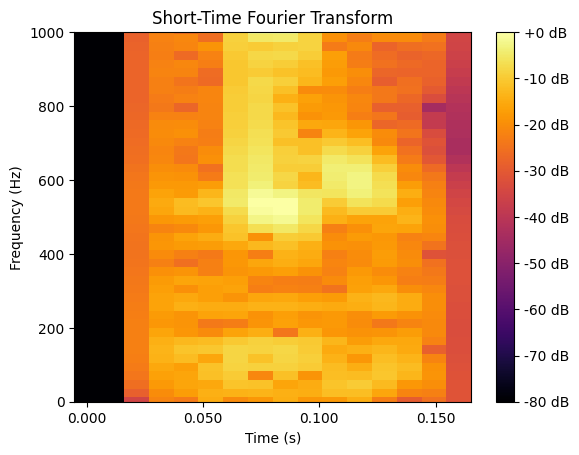 Short-Time Fourier Transform
1000
800
600
400
200
0
Frequency (Hz)
0.000
0.050
0.100
0.150
Time (s)
+0 dB
-10 dB
-20 dB
-30 dB
-40 dB
-50 dB
-60 dB
-70 dB
-80 dB